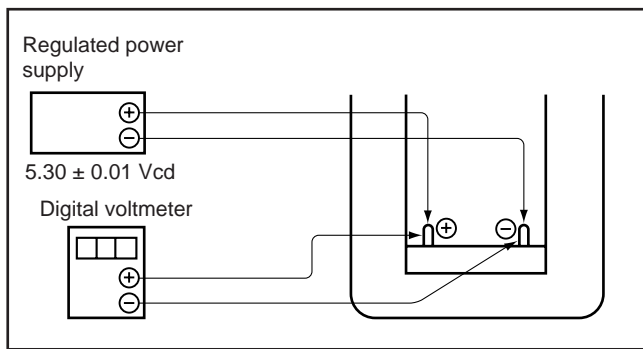 Regulated power
supply
⊕
⊖
5.30 ± 0.01 Vcd
Digital voltmeter
⊕
⊖
⊕
⊖